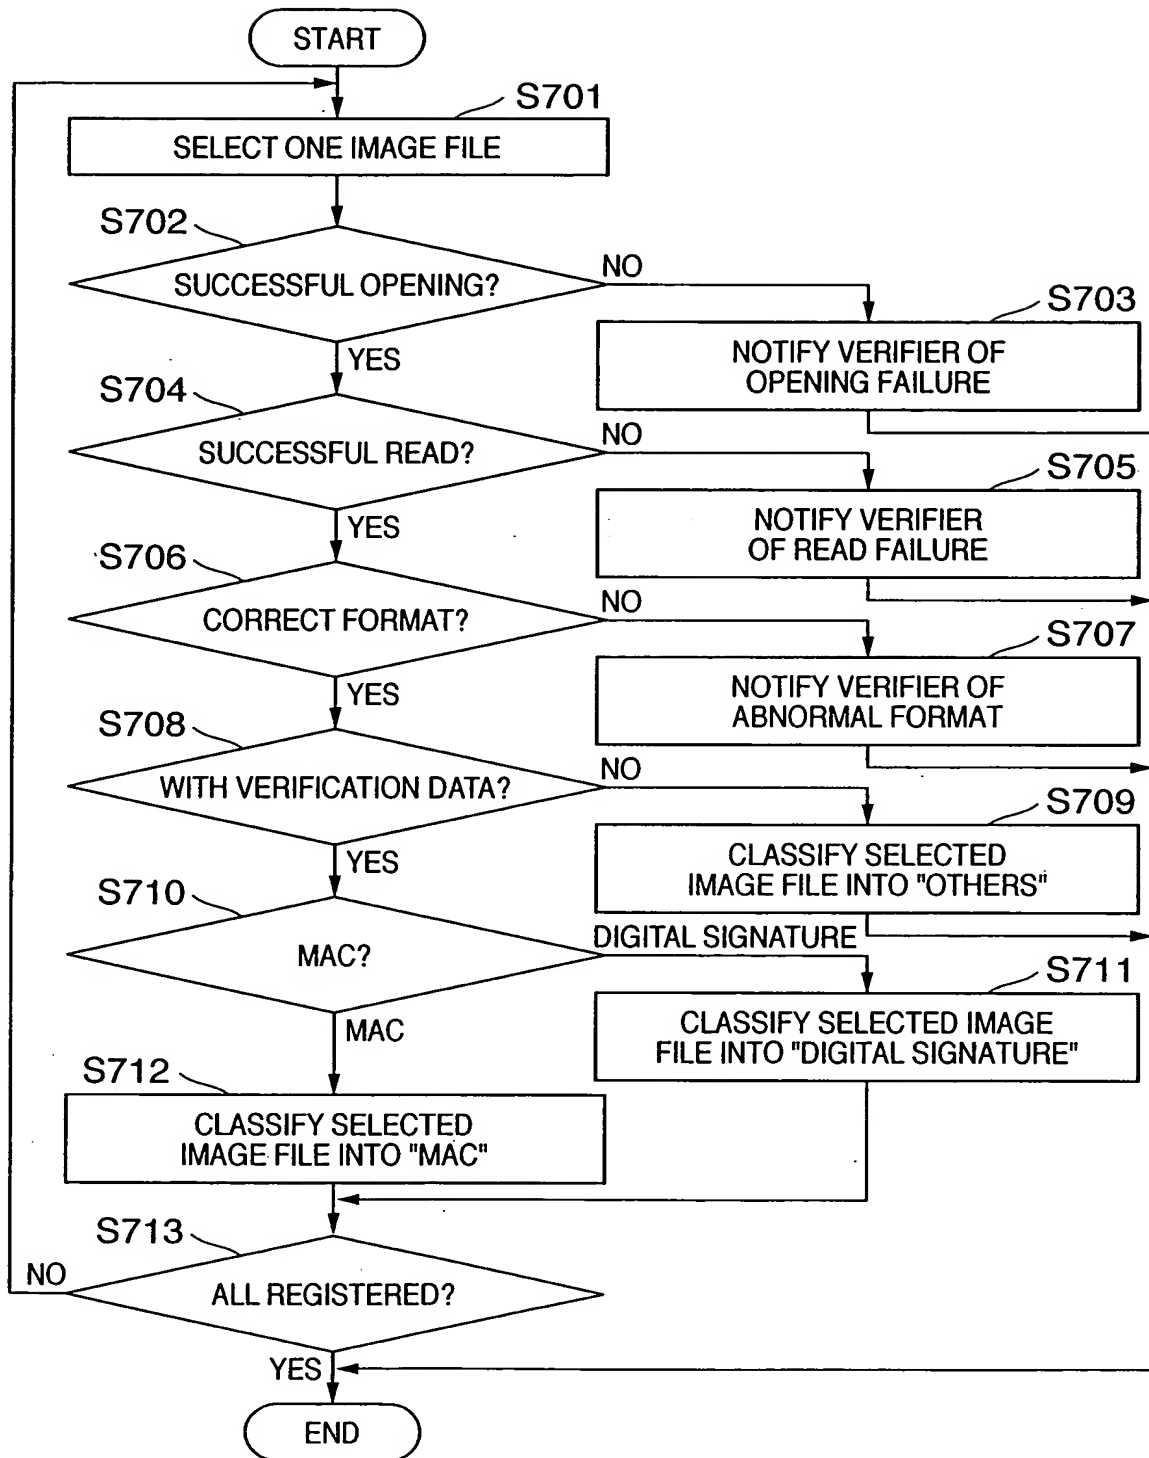 START
S701
SELECT ONE IMAGE FILE
S702
SUCCESSFUL OPENING?
NO
S703
NOTIFY VERIFIER OF
OPENING FAILURE
YES
S704
SUCCESSFUL READ?
NO
S705
NOTIFY VERIFIER
OF READ FAILURE
YES
S706
CORRECT FORMAT?
NO
S707
NOTIFY VERIFIER OF
ABNORMAL FORMAT
YES
S708
WITH VERIFICATION DATA?
NO
S709
CLASSIFY SELECTED
IMAGE FILE INTO "OTHERS"
YES
S710
MAC?
DIGITAL SIGNATURE
S711
CLASSIFY SELECTED IMAGE
FILE INTO "DIGITAL SIGNATURE"
MAC
S712
CLASSIFY SELECTED
IMAGE FILE INTO "MAC"
S713
ALL REGISTERED?
NO
YES
END